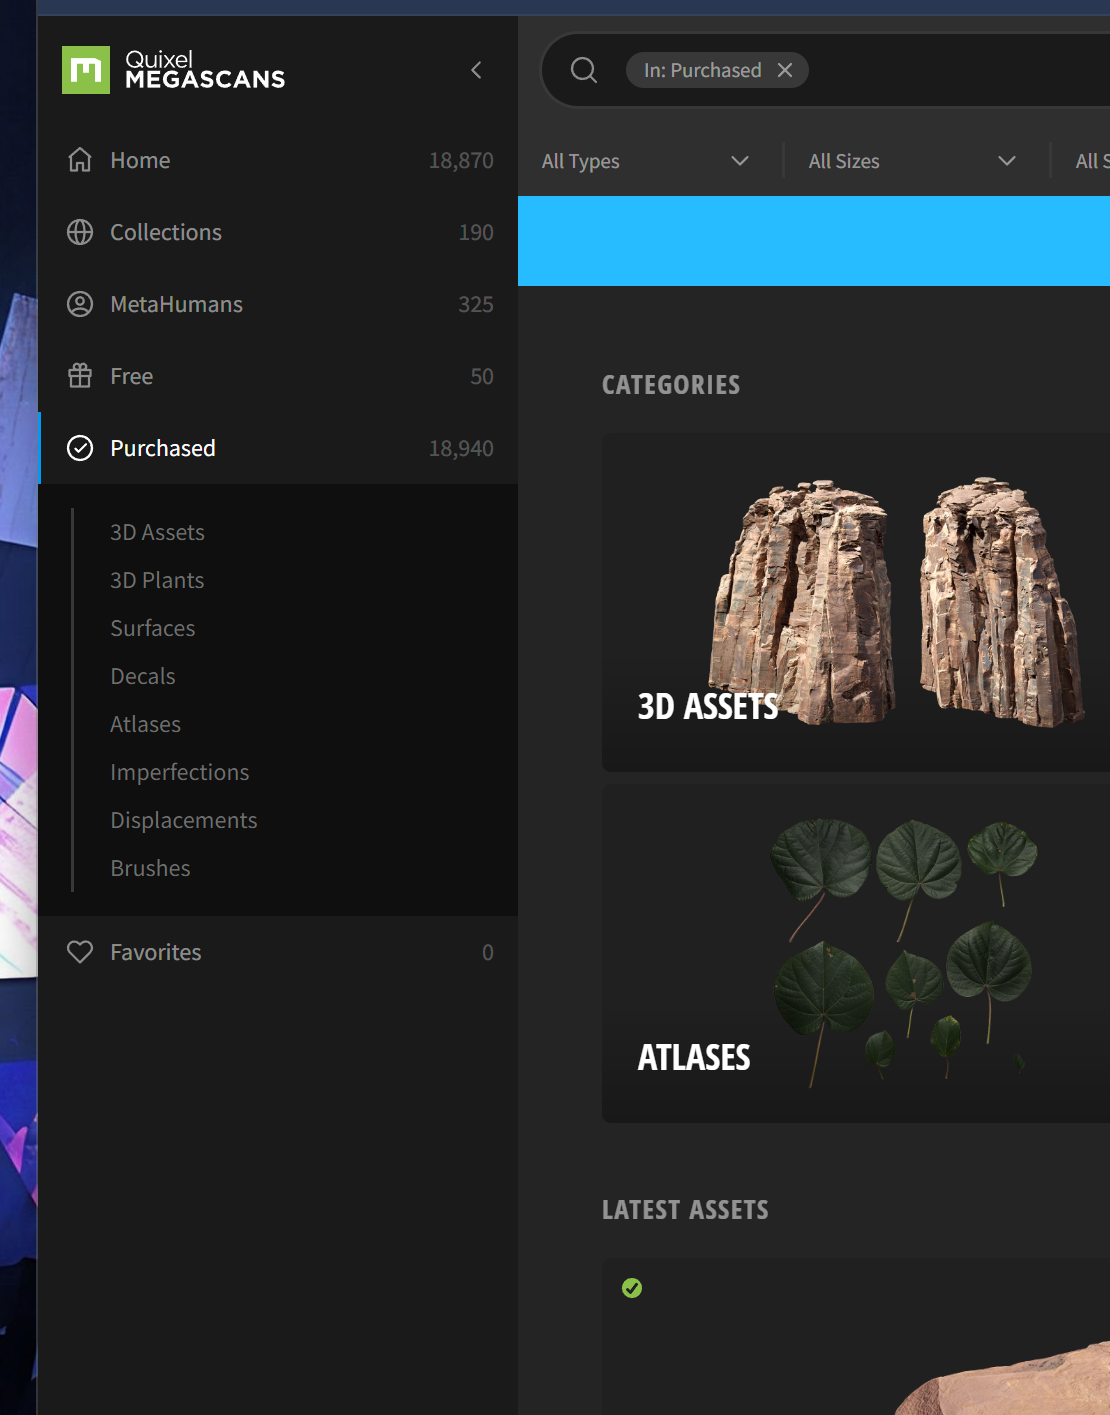 Quixel
MEGASCANS
Home 18,870
Collections 190
MetaHumans 325
Free 50
Purchased 18,940
3D Assets
3D Plants
Surfaces
Decals
Atlases
Imperfections
Displacements
Brushes
Favorites 0
In: Purchased
All Types All Sizes All S
CATEGORIES
3D ASSETS
ATLASES
LATEST ASSETS